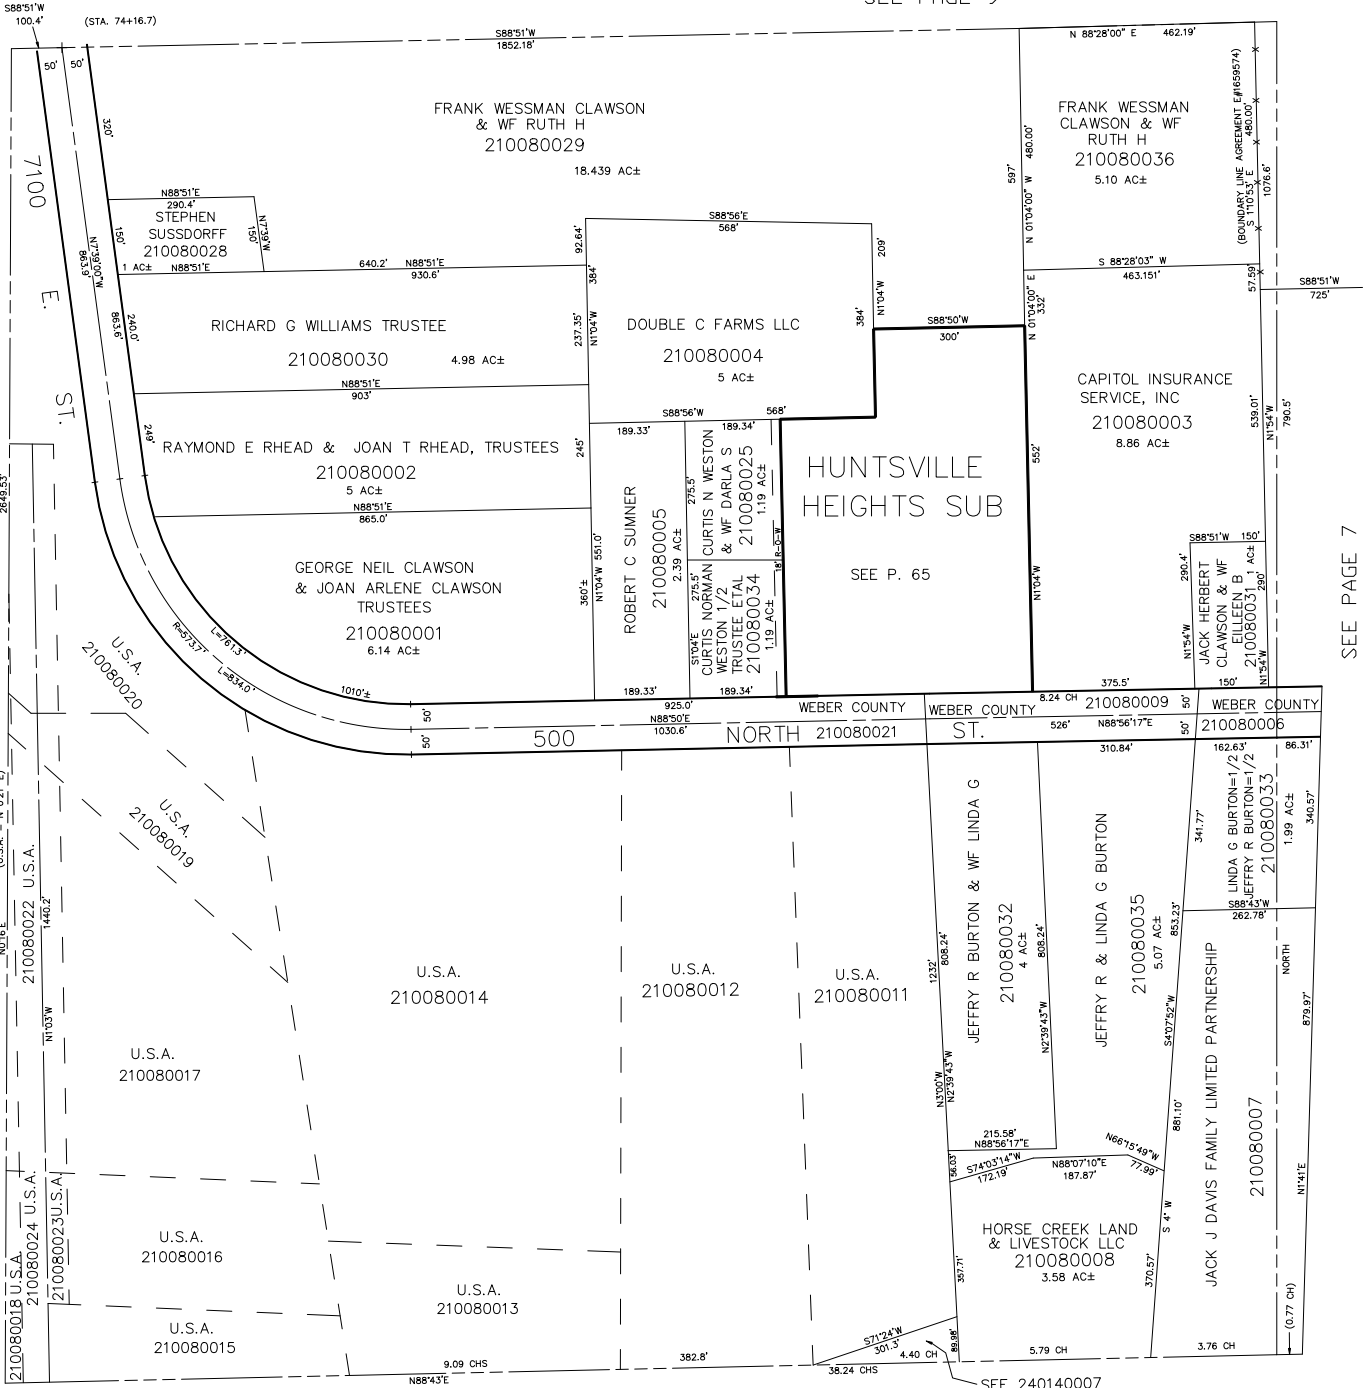 SEE PAGE 9
S88°51'W
100.4'
(STA. 74+16.7)
50'
50'
S88°51'W
1852.18'
N 88°28'00" E 462.19'
320'
7100
E.
ST.
FRANK WESSMAN CLAWSON
& WF RUTH H
210080029
18.439 AC±
597'
N 01°04'00" W 480.00'
FRANK WESSMAN
CLAWSON & WF
RUTH H
210080036
5.10 AC±
(BOUNDARY LINE AGREEMENT E#1659574)
S 1°10'53" E 480.00'
1076.6'
N88°51'E
290.4'
STEPHEN
SUSSDORFF
210080028
1 AC±
150'
150'
N7°39'W
N88°51'E
640.2' N88°51'E
930.6'
N7°39'00"W
863.9'
863.6'
240.0'
S88°56'E
568'
92.64'
384'
237.35'
N1°04'W
209'
N1°04'W
384'
S 88°28'03" W
463.151'
57.59'
S88°51'W
725'
N 01°04'00" E
332'
RICHARD G WILLIAMS TRUSTEE
210080030
4.98 AC±
DOUBLE C FARMS LLC
210080004
5 AC±
S88°50'W
300'
CAPITOL INSURANCE
SERVICE, INC
210080003
8.86 AC±
539.01'
N1°54'W
790.5'
N88°51'E
903'
249'
RAYMOND E RHEAD & JOAN T RHEAD, TRUSTEES
210080002
5 AC±
245'
S88°56'W
568'
189.33'
189.34'
N88°51'E
865.0'
ROBERT C SUMNER
210080005
2.39 AC±
275.5'
CURTIS N WESTON
& WF DARLA S
210080025
1.19 AC±
18' R-O-W
HUNTSVILLE
HEIGHTS SUB
SEE P. 65
552'
N1°04'W
GEORGE NEIL CLAWSON
& JOAN ARLENE CLAWSON
TRUSTEES
210080001
6.14 AC±
360'±
N1°04'W 551.0'
275.5'
S1°04'E
CURTIS NORMAN
WESTON 1/2
TRUSTEE ETAL
210080034
1.19 AC±
S88°51'W 150'
290.4'
N1°54'W
JACK HERBERT
CLAWSON & WF
EILLEEN B
210080031 1 AC±
290'
N1°54'W
150'
SEE PAGE 7
2649.53'
L=761.3'
R=573.7'
L=834.0'
1010'±
189.33'
189.34'
375.5'
50'
50'
925.0'
N88°50'E
1030.6'
500
NORTH
ST.
WEBER COUNTY
210080021
WEBER COUNTY
8.24 CH
210080009
526'
N88°56'17"E
50'
50'
WEBER COUNTY
210080006
310.84'
162.63'
86.31'
U.S.A.
210080020
U.S.A.
210080019
210080022 U.S.A.
1440.2'
N1°03'W
U.S.A.
210080014
U.S.A.
210080012
U.S.A.
210080011
1232'
808.24'
N3°00'W
N2°39'43"W
JEFFRY R BURTON & WF LINDA G
210080032
4 AC±
808.24'
N2°39'43"W
JEFFRY R & LINDA G BURTON
210080035
5.07 AC±
341.77'
853.23'
S4°07'52"W
LINDA G BURTON=1/2
JEFFRY R BURTON=1/2
210080033
1.99 AC±
340.57'
S88°43'W
262.78'
NORTH
879.97'
U.S.A.
210080017
215.58'
N88°56'17"E
56.03'
S74°03'14"W
172.19'
N88°07'10"E
187.87'
N66°15'49"W
77.99'
881.10'
JACK J DAVIS FAMILY LIMITED PARTNERSHIP
210080007
N1°41'E
210080018 U.S.A.
210080024 U.S.A.
210080023 U.S.A.
U.S.A.
210080016
U.S.A.
210080013
HORSE CREEK LAND
& LIVESTOCK LLC
210080008
3.58 AC±
357.71'
S 4° W
370.57'
U.S.A.
210080015
S71°24'W
301.3'
89.98'
(0.77 CH)
9.09 CHS
382.8'
4.40 CH
5.79 CH
3.76 CH
N88°43'E
38.24 CHS
SEE 240140007